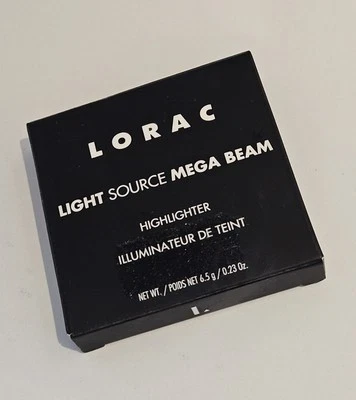 LORAC
LIGHT SOURCE MEGA BEAM
HIGHLIGHTER
ILLUMINATEUR DE TEINT
NET WT. / POIDS NET 6.5 g / 0.23 Oz.